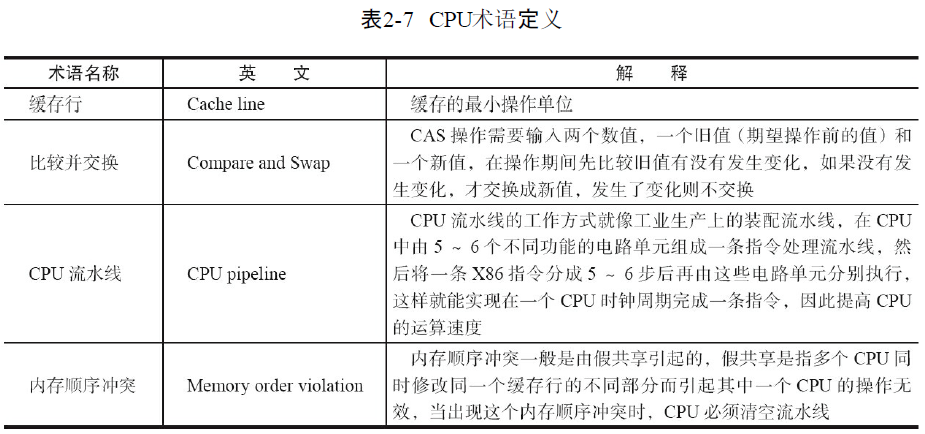 表2-7 CPU术语定义
术语名称 英 文 解 释
缓存行 Cache line 缓存的最小操作单位
比较并交换 Compare and Swap CAS 操作需要输入两个数值，一个旧值（期望操作前的值）和
一个新值，在操作期间先比较旧值有没有发生变化，如果没有发
生变化，才交换成新值，发生了变化则不交换
CPU 流水线 CPU pipeline CPU 流水线的工作方式就像工业生产上的装配流水线，在 CPU
中由 5 ~ 6 个不同功能的电路单元组成一条指令处理流水线，然
后将一条 X86 指令分成 5 ~ 6 步后再由这些电路单元分别执行，
这样就能实现在一个 CPU 时钟周期完成一条指令，因此提高 CPU
的运算速度
内存顺序冲突 Memory order violation 内存顺序冲突一般是由假共享引起的，假共享是指多个 CPU 同
时修改同一个缓存行的不同部分而引起其中一个 CPU 的操作无
效，当出现这个内存顺序冲突时，CPU 必须清空流水线